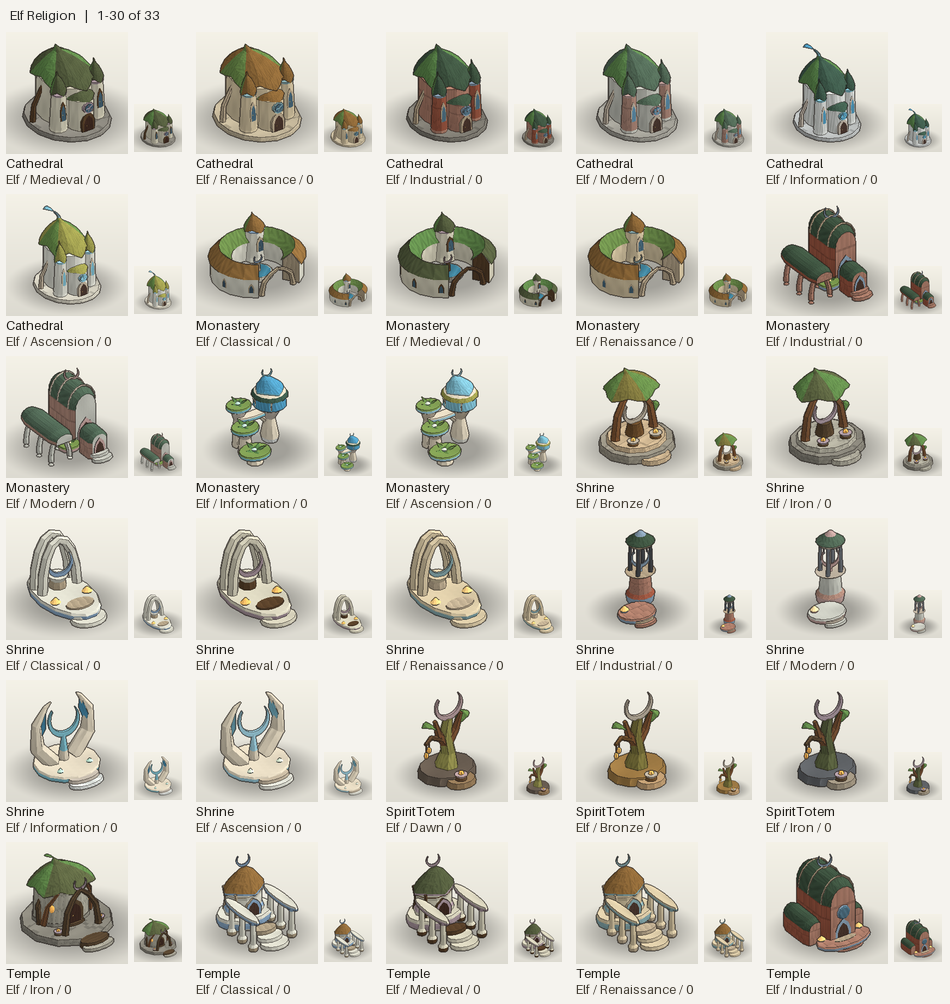 Elf Religion | 1-30 of 33
Cathedral
Elf / Medieval / 0
Cathedral
Elf / Renaissance / 0
Cathedral
Elf / Industrial / 0
Cathedral
Elf / Modern / 0
Cathedral
Elf / Information / 0
Cathedral
Elf / Ascension / 0
Monastery
Elf / Classical / 0
Monastery
Elf / Medieval / 0
Monastery
Elf / Renaissance / 0
Monastery
Elf / Industrial / 0
Monastery
Elf / Modern / 0
Monastery
Elf / Information / 0
Monastery
Elf / Ascension / 0
Shrine
Elf / Bronze / 0
Shrine
Elf / Iron / 0
Shrine
Elf / Classical / 0
Shrine
Elf / Medieval / 0
Shrine
Elf / Renaissance / 0
Shrine
Elf / Industrial / 0
Shrine
Elf / Modern / 0
Shrine
Elf / Information / 0
Shrine
Elf / Ascension / 0
SpiritTotem
Elf / Dawn / 0
SpiritTotem
Elf / Bronze / 0
SpiritTotem
Elf / Iron / 0
Temple
Elf / Iron / 0
Temple
Elf / Classical / 0
Temple
Elf / Medieval / 0
Temple
Elf / Renaissance / 0
Temple
Elf / Industrial / 0